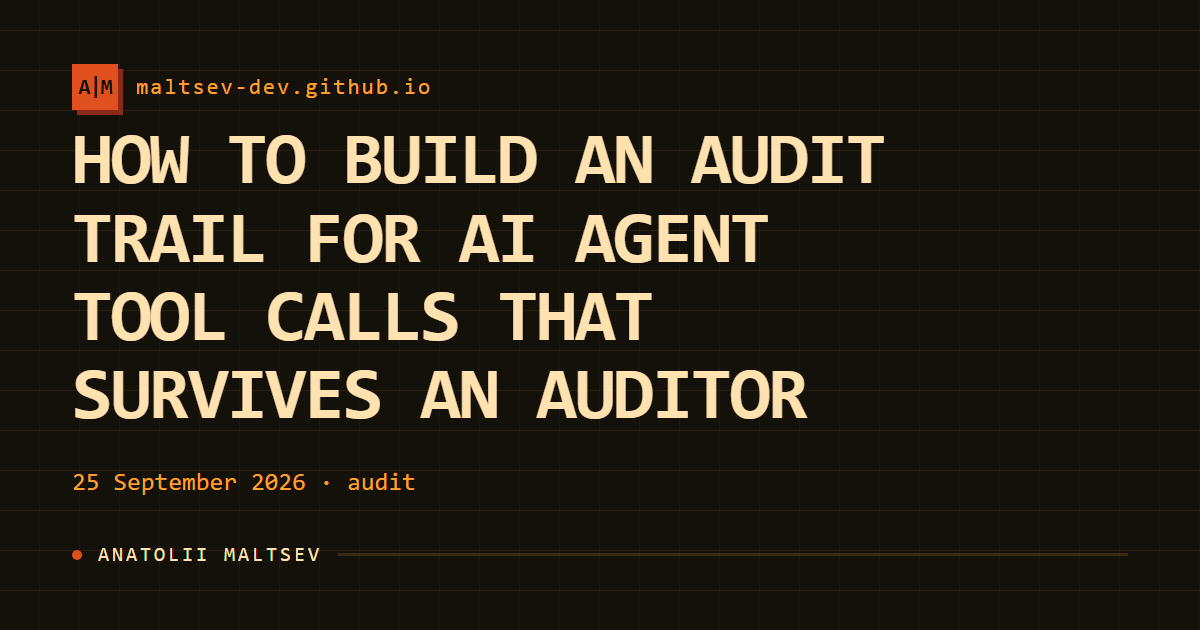 A|M
maltsev-dev.github.io
HOW TO BUILD AN AUDIT
TRAIL FOR AI AGENT
TOOL CALLS THAT
SURVIVES AN AUDITOR
25 September 2026 · audit
ANATOLII MALTSEV